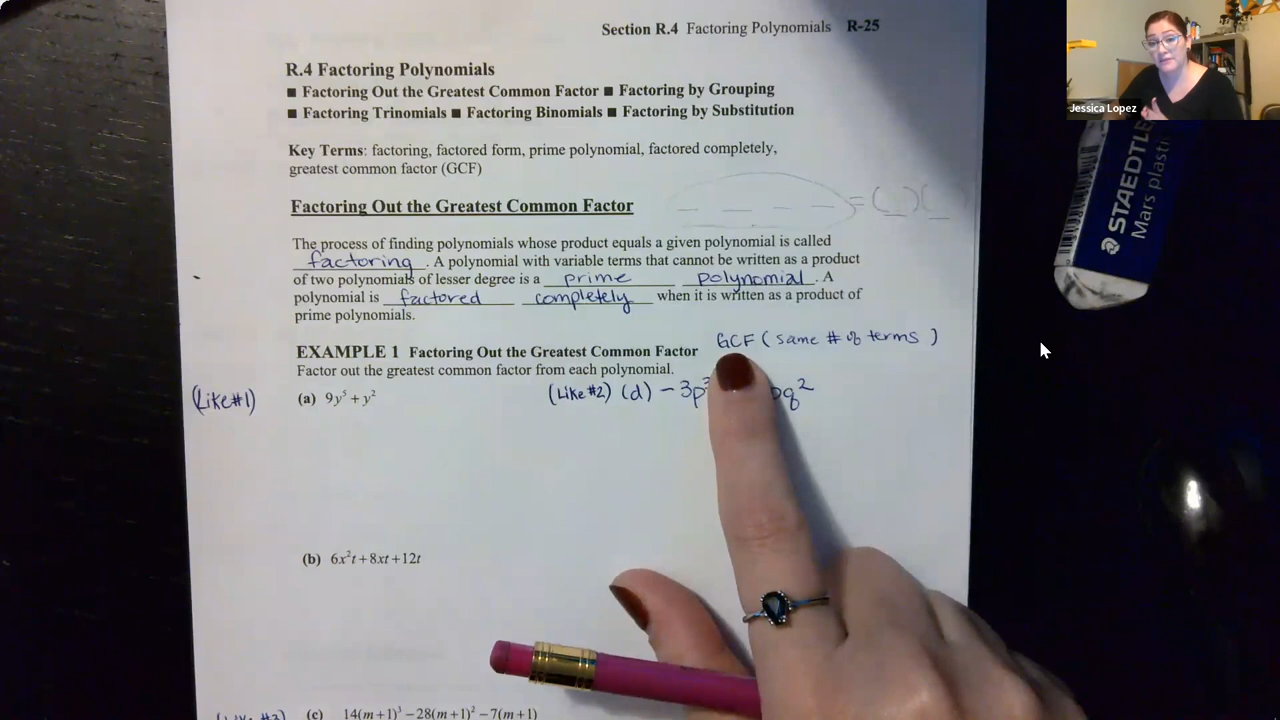 Section R.4 Factoring Polynomials R-25
R.4 Factoring Polynomials
■ Factoring Out the Greatest Common Factor ■ Factoring by Grouping
■ Factoring Trinomials ■ Factoring Binomials ■ Factoring by Substitution
Key Terms: factoring, factored form, prime polynomial, factored completely,
greatest common factor (GCF)
Factoring Out the Greatest Common Factor
= ( _ ) ( _
The process of finding polynomials whose product equals a given polynomial is called
factoring. A polynomial with variable terms that cannot be written as a product
of two polynomials of lesser degree is a prime polynomial. A
polynomial is factored completely when it is written as a product of
prime polynomials.
GCF (same # of terms)
EXAMPLE 1 Factoring Out the Greatest Common Factor
Factor out the greatest common factor from each polynomial.
(Like #1) (a) 9y⁵ + y² (Like #2) (d) − 3p³ pq²
(b) 6x²t + 8xt + 12t
(Like #3) (c) 14(m+1)³ − 28(m+1)² − 7(m+1)
Jessica Lopez
STAEDTLER
Mars plasti